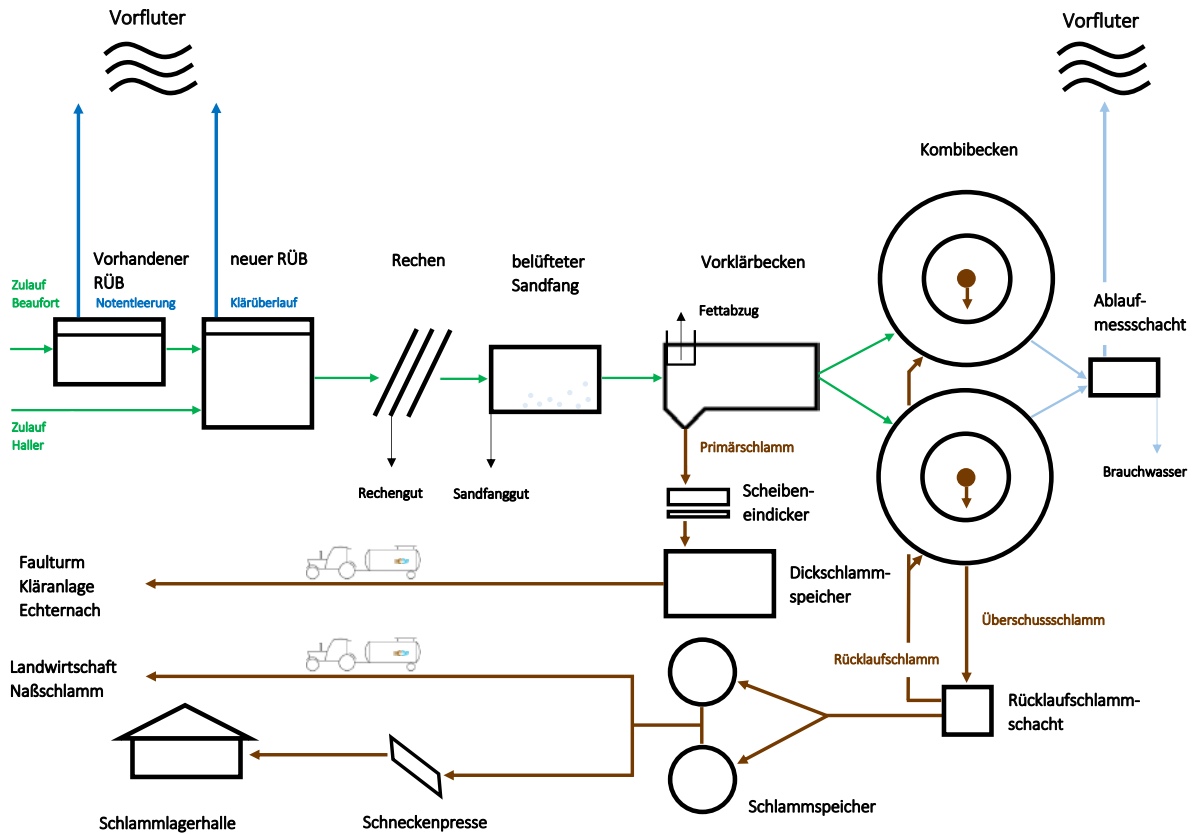 Vorfluter
Vorfluter
Kombibecken
Vorhandener
RÜB
neuer RÜB
Rechen
belüfteter
Sandfang
Vorklärbecken
Zulauf
Beaufort
Notentleerung
Klärüberlauf
Fettabzug
Ablauf-
messschacht
Zulauf
Haller
Primärschlamm
Brauchwasser
Rechengut
Sandfanggut
Scheiben-
eindicker
Faulturm
Kläranlage
Echternach
Dickschlamm-
speicher
Überschussschlamm
Rücklaufschlamm
Landwirtschaft
Naßschlamm
Rücklaufschlamm-
schacht
Schlammspeicher
Schlammlagerhalle
Schneckenpresse